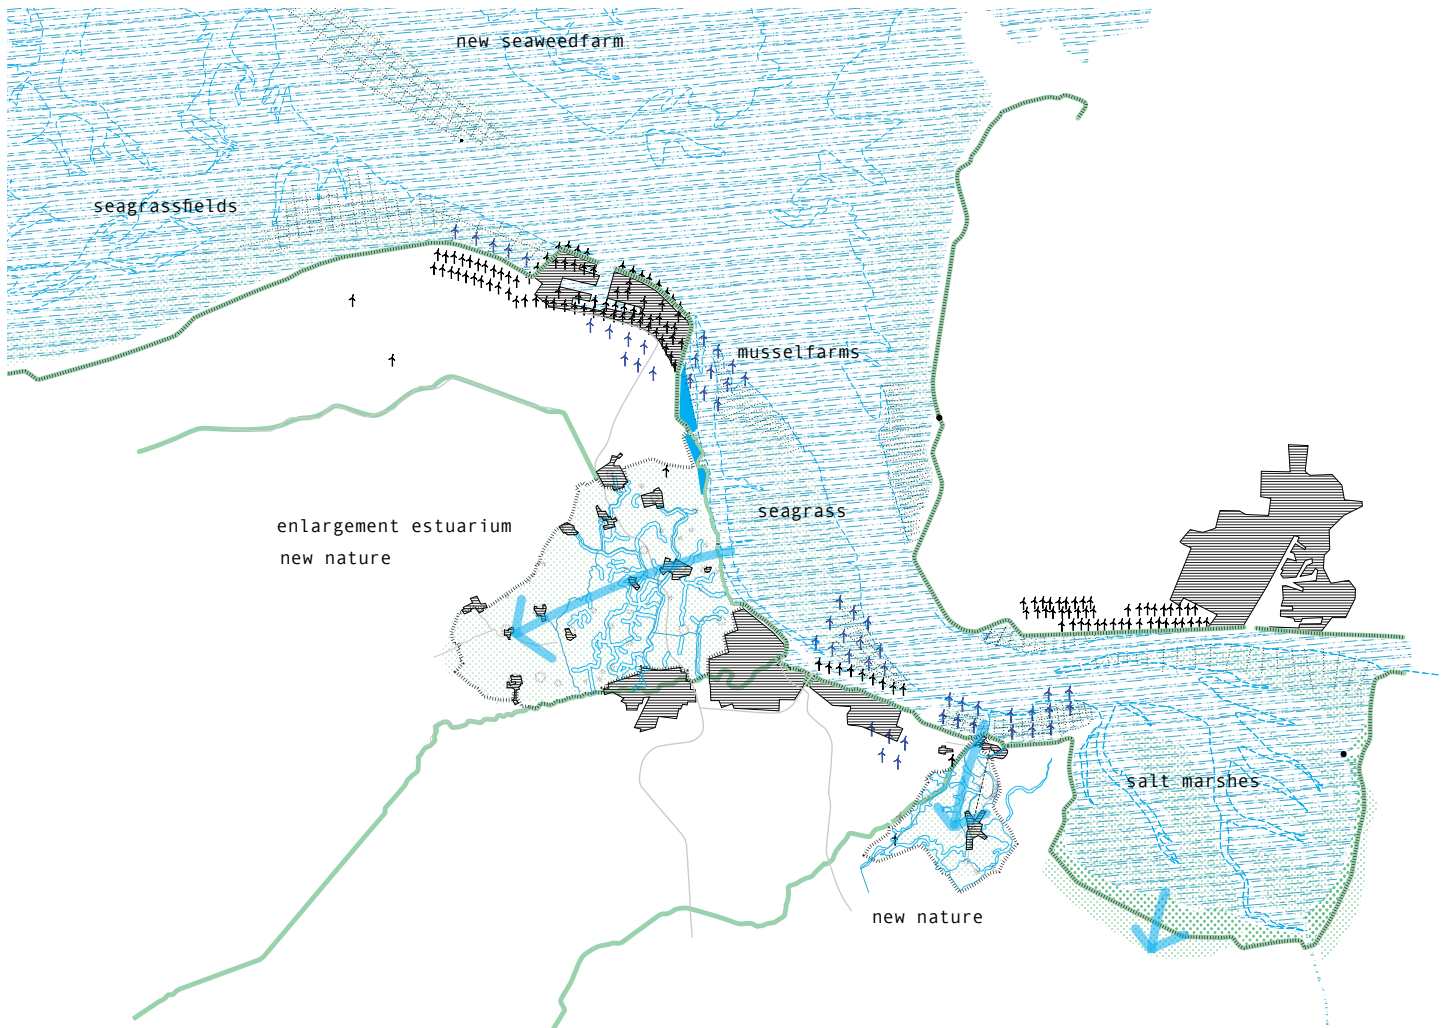 new seaweedfarm
seagrassfields
musselfarms
seagrass
enlargement estuarium
new nature
salt marshes
new nature